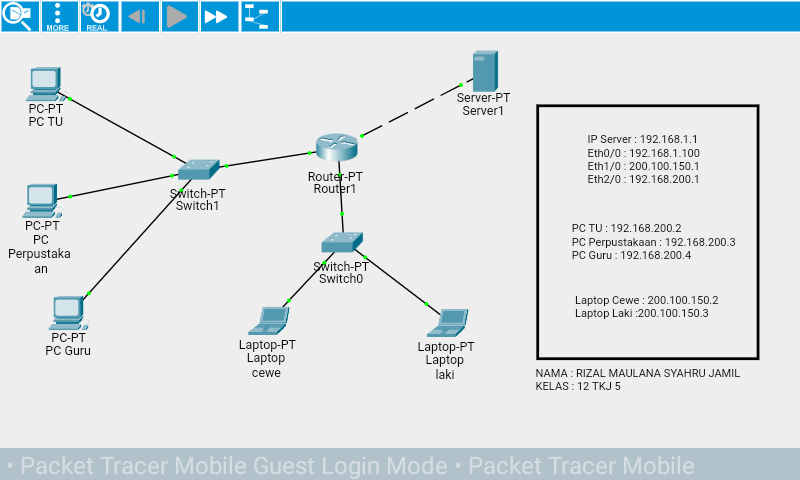 MORE
REAL
PC-PT
PC TU
PC-PT
PC
Perpustaka
an
PC-PT
PC Guru
Switch-PT
Switch1
Router-PT
Router1
Server-PT
Server1
Switch-PT
Switch0
Laptop-PT
Laptop
cewe
Laptop-PT
Laptop
laki
IP Server : 192.168.1.1
Eth0/0 : 192.168.1.100
Eth1/0 : 200.100.150.1
Eth2/0 : 192.168.200.1
PC TU : 192.168.200.2
PC Perpustakaan : 192.168.200.3
PC Guru : 192.168.200.4
Laptop Cewe : 200.100.150.2
Laptop Laki :200.100.150.3
NAMA : RIZAL MAULANA SYAHRU JAMIL
KELAS : 12 TKJ 5
• Packet Tracer Mobile Guest Login Mode • Packet Tracer Mobile